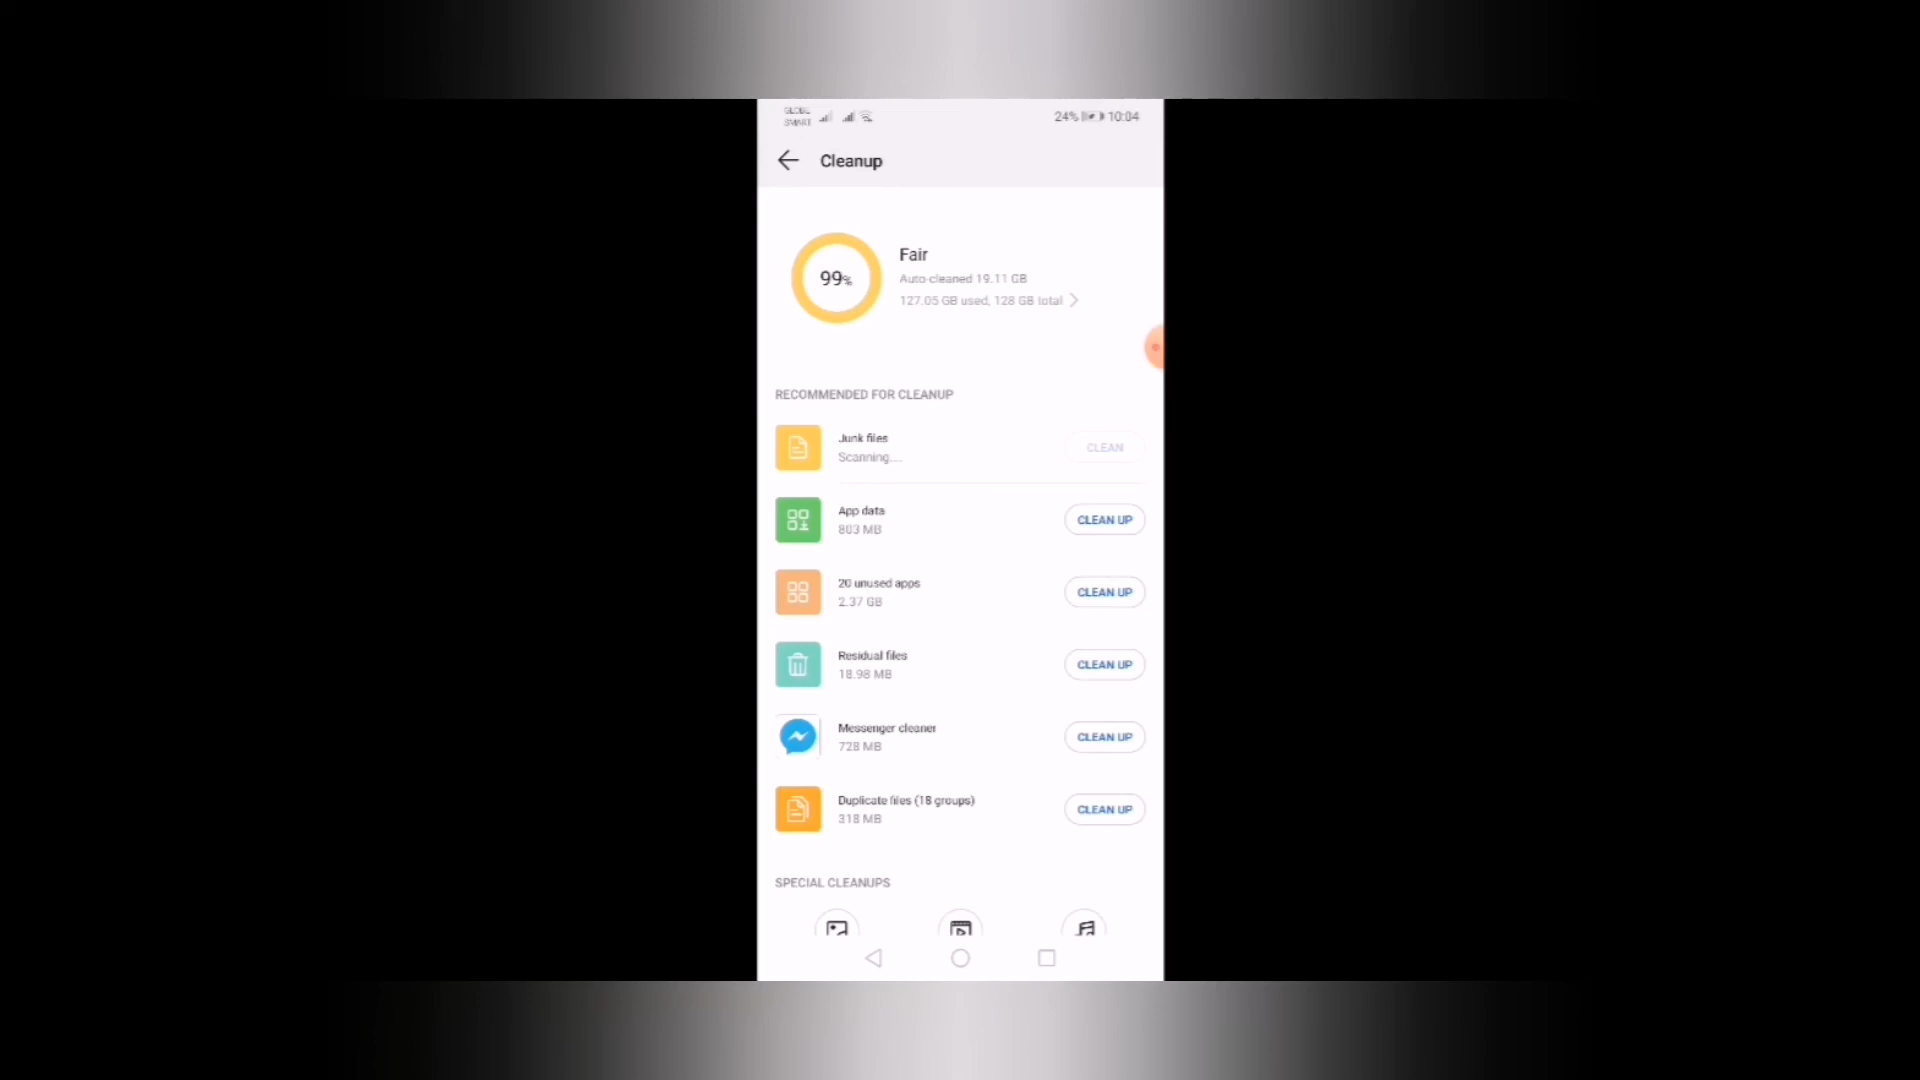 GLOBE
SMART
24% 10:04
Cleanup
99%
Fair
Auto-cleaned 19.11 GB
127.05 GB used, 128 GB total
RECOMMENDED FOR CLEANUP
Junk files
Scanning...
CLEAN
App data
803 MB
CLEAN UP
20 unused apps
2.37 GB
CLEAN UP
Residual files
18.98 MB
CLEAN UP
Messenger cleaner
728 MB
CLEAN UP
Duplicate files (18 groups)
318 MB
CLEAN UP
SPECIAL CLEANUPS